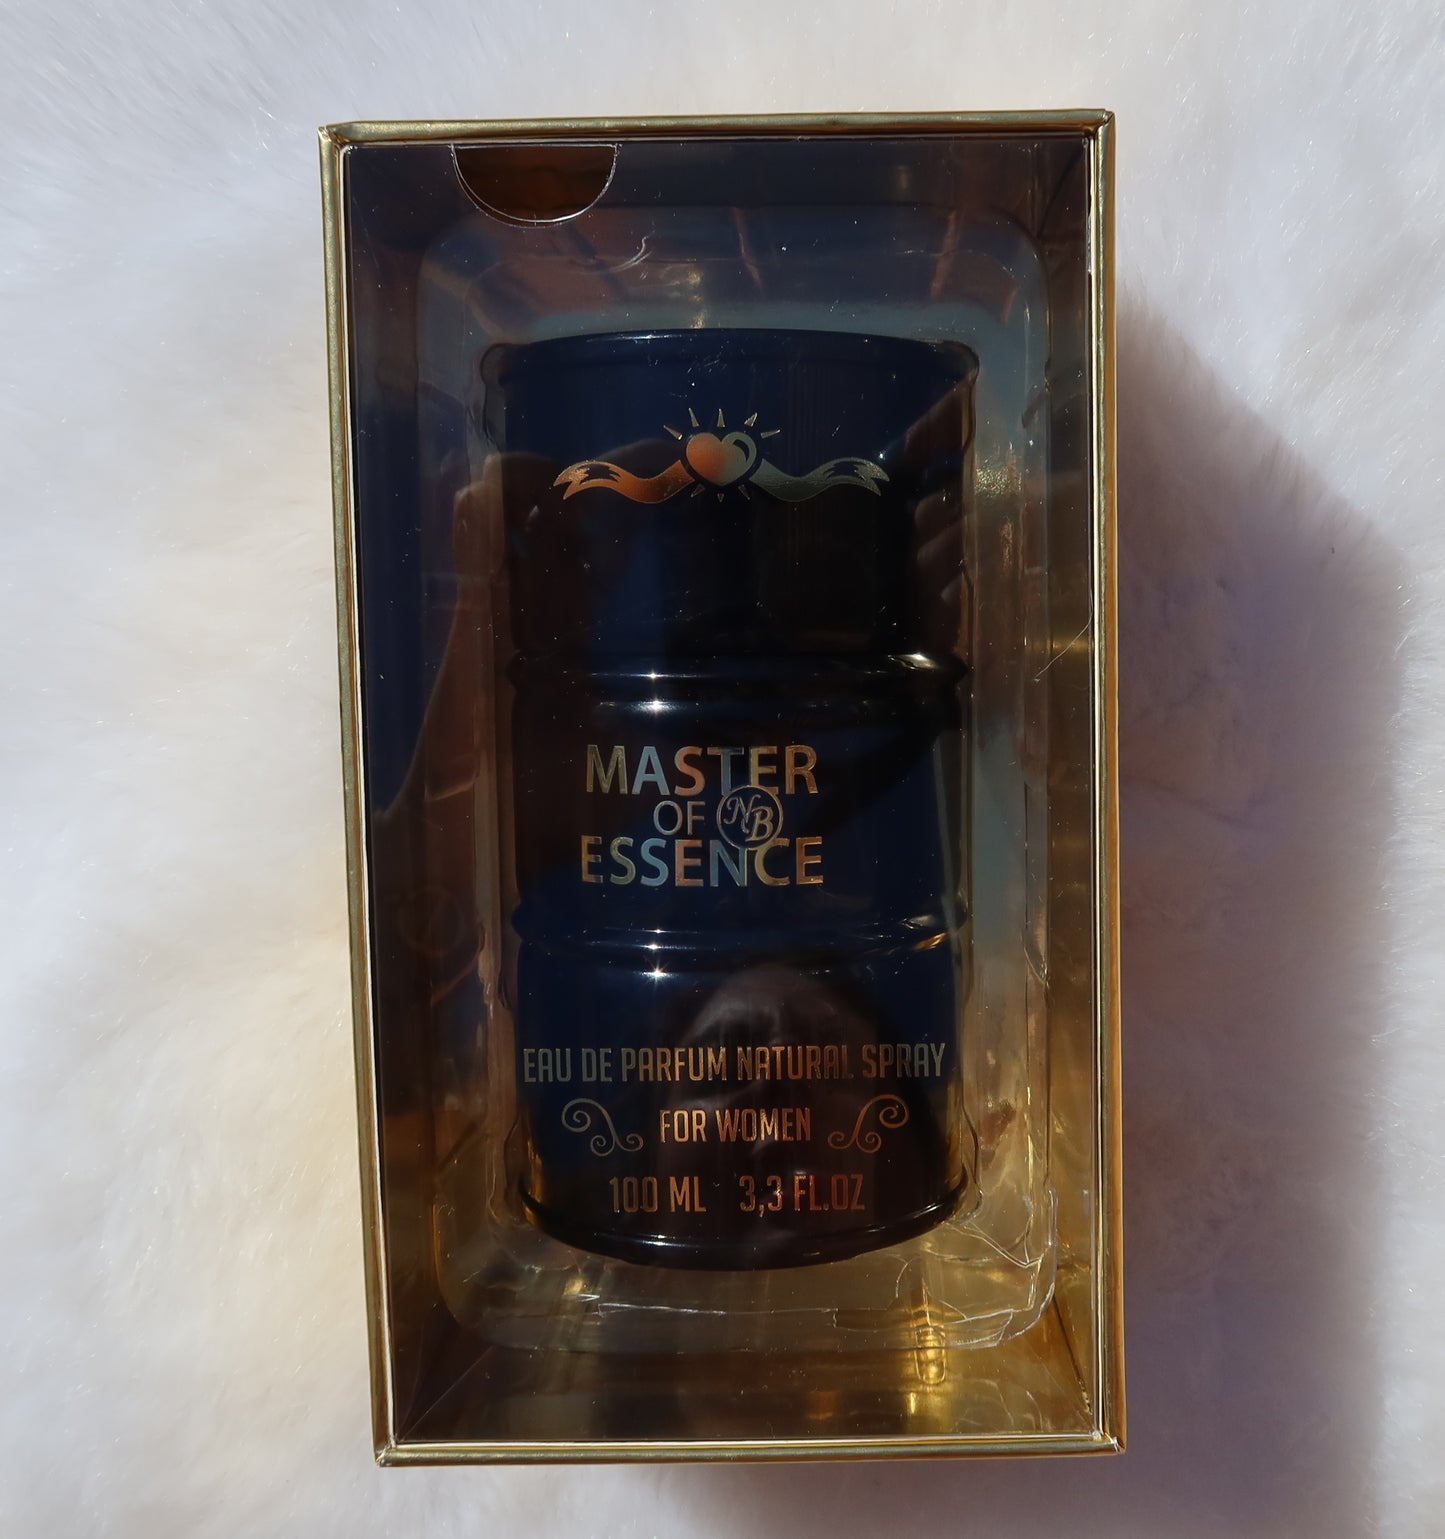 MASTER
OF NB
ESSENCE
EAU DE PARFUM NATURAL SPRAY
FOR WOMEN
100 ML 3,3 FL.OZ